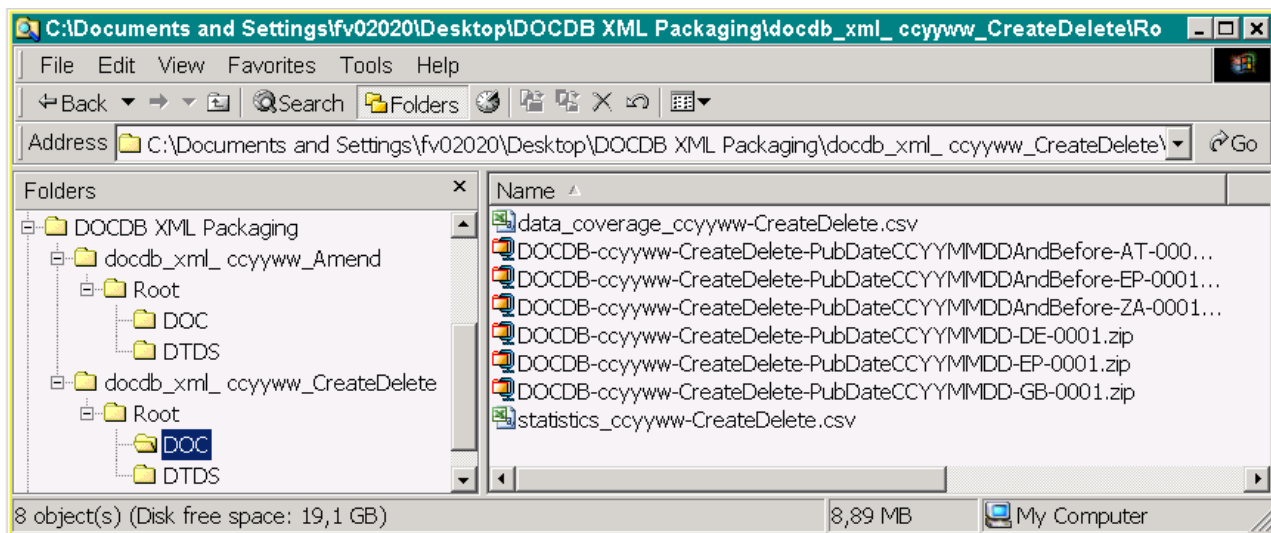 C:\Documents and Settings\fv02020\Desktop\DOCDB XML Packaging\docdb_xml_ ccyyww_CreateDelete\Ro
File Edit View Favorites Tools Help
Back Search Folders
Address C:\Documents and Settings\fv02020\Desktop\DOCDB XML Packaging\docdb_xml_ ccyyww_CreateDelete\ Go
Folders
DOCDB XML Packaging
docdb_xml_ ccyyww_Amend
Root
DOC
DTDS
docdb_xml_ ccyyww_CreateDelete
Root
DOC
DTDS
Name
data_coverage_ccyyww-CreateDelete.csv
DOCDB-ccyyww-CreateDelete-PubDateCCYYMMDDAndBefore-AT-000...
DOCDB-ccyyww-CreateDelete-PubDateCCYYMMDDAndBefore-EP-0001...
DOCDB-ccyyww-CreateDelete-PubDateCCYYMMDDAndBefore-ZA-0001...
DOCDB-ccyyww-CreateDelete-PubDateCCYYMMDD-DE-0001.zip
DOCDB-ccyyww-CreateDelete-PubDateCCYYMMDD-EP-0001.zip
DOCDB-ccyyww-CreateDelete-PubDateCCYYMMDD-GB-0001.zip
statistics_ccyyww-CreateDelete.csv
8 object(s) (Disk free space: 19,1 GB) 8,89 MB My Computer